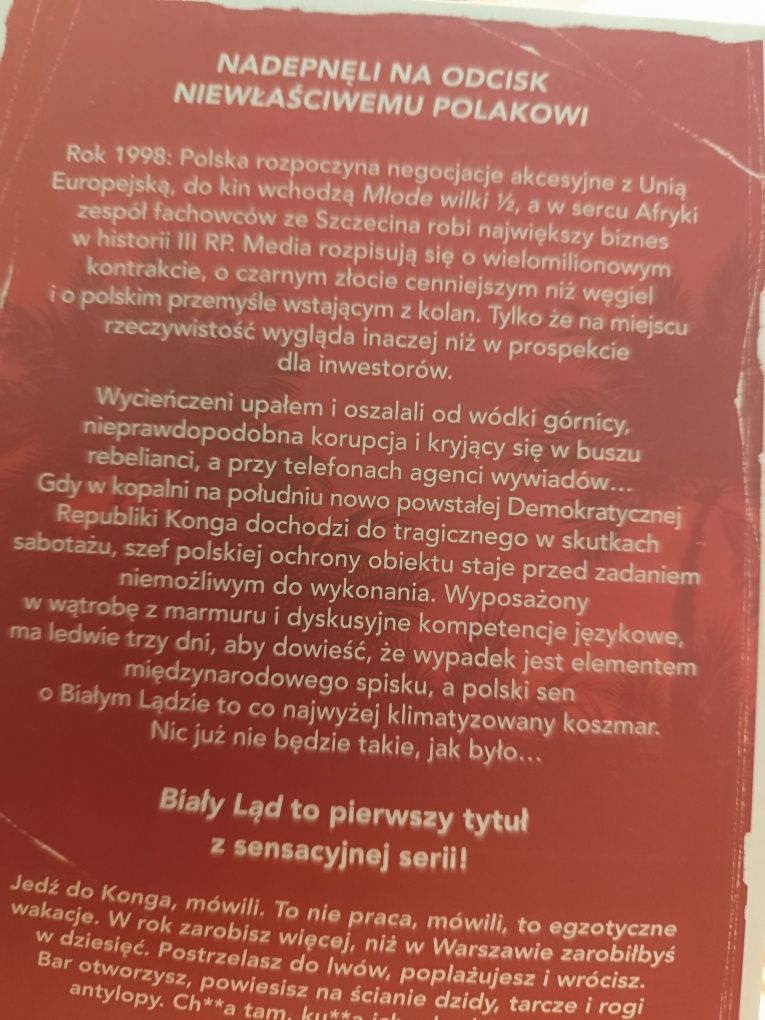 NADEPNĘLI NA ODCISK
NIEWŁAŚCIWEMU POLAKOWI
Rok 1998: Polska rozpoczyna negocjacje akcesyjne z Unią
Europejską, do kin wchodzą Młode wilki ½, a w sercu Afryki
zespół fachowców ze Szczecina robi największy biznes
w historii III RP. Media rozpisują się o wielomilionowym
kontrakcie, o czarnym złocie cenniejszym niż węgiel
i o polskim przemyśle wstającym z kolan. Tylko że na miejscu
rzeczywistość wygląda inaczej niż w prospekcie
dla inwestorów.
Wycieńczeni upałem i oszalali od wódki górnicy,
nieprawdopodobna korupcja i kryjący się w buszu
rebelianci, a przy telefonach agenci wywiadów...
Gdy w kopalni na południu nowo powstałej Demokratycznej
Republiki Konga dochodzi do tragicznego w skutkach
sabotażu, szef polskiej ochrony obiektu staje przed zadaniem
niemożliwym do wykonania. Wyposażony
w wątrobę z marmuru i dyskusyjne kompetencje językowe,
ma ledwie trzy dni, aby dowieść, że wypadek jest elementem
międzynarodowego spisku, a polski sen
o Białym Lądzie to co najwyżej klimatyzowany koszmar.
Nic już nie będzie takie, jak było...
Biały Ląd to pierwszy tytuł
z sensacyjnej serii!
Jedź do Konga, mówili. To nie praca, mówili, to egzotyczne
wakacje. W rok zarobisz więcej, niż w Warszawie zarobiłbyś
w dziesięć. Postrzelasz do lwów, poplażujesz i wrócisz.
Bar otworzysz, powiesisz na ścianie dzidy, tarcze i rogi
antylopy. Ch**a tam, ku**a